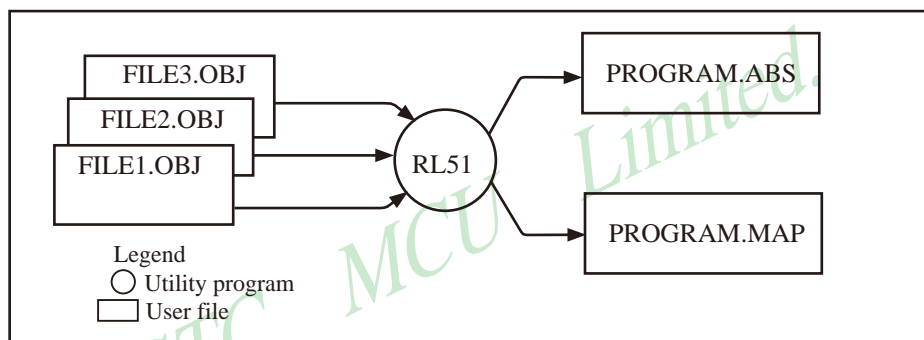 FILE3.OBJ
FILE2.OBJ
FILE1.OBJ
RL51
PROGRAM.ABS
PROGRAM.MAP
Legend
Utility program
User file
STC MCU Limited.